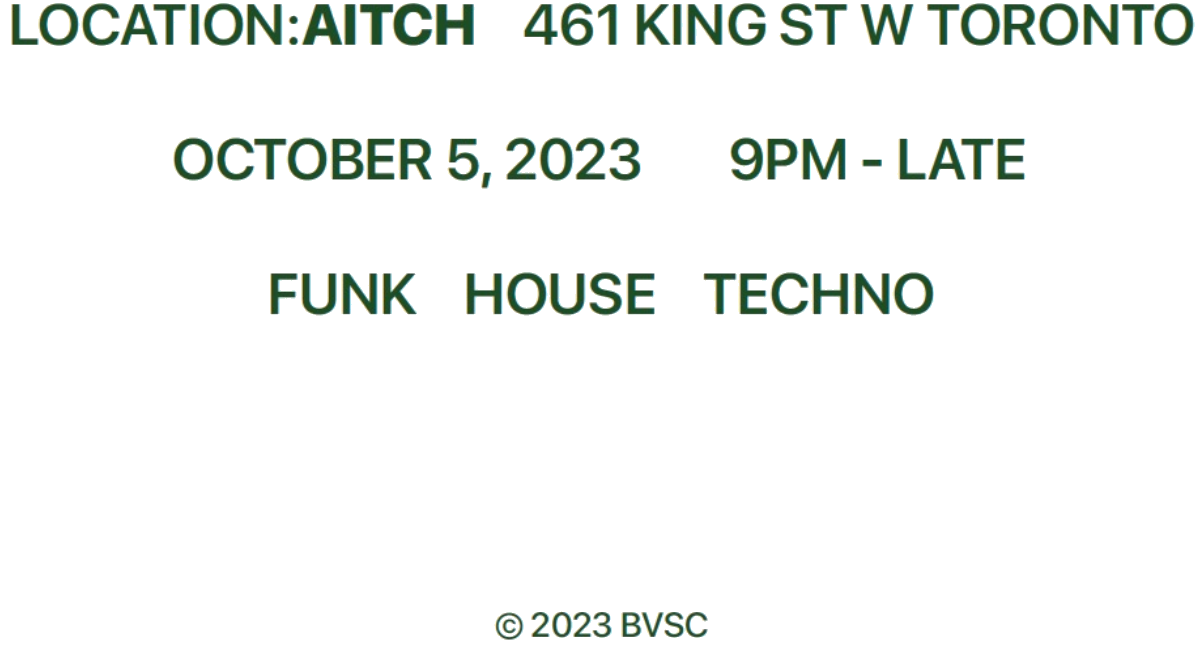 LOCATION:AITCH 461 KING ST W TORONTO
OCTOBER 5, 2023 9PM - LATE
FUNK HOUSE TECHNO
© 2023 BVSC